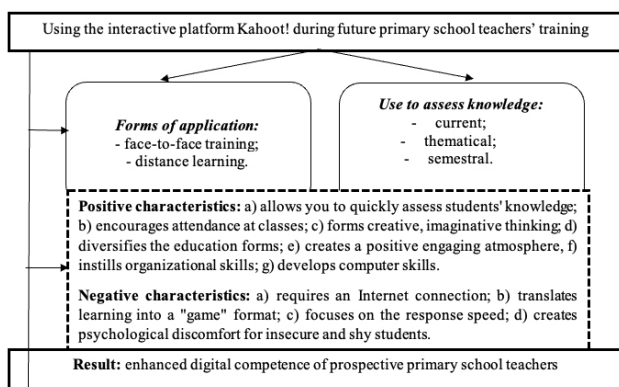 Using the interactive platform Kahoot! during future primary school teachers' training
Forms of application:
- face-to-face training;
- distance learning.
Use to assess knowledge:
- current;
- thematical;
- semestral.
Positive characteristics: a) allows you to quickly assess students' knowledge;
b) encourages attendance at classes; c) forms creative, imaginative thinking; d)
diversifies the education forms; e) creates a positive engaging atmosphere, f)
instills organizational skills; g) develops computer skills.
Negative characteristics: a) requires an Internet connection; b) translates
learning into a "game" format; c) focuses on the response speed; d) creates
psychological discomfort for insecure and shy students.
Result: enhanced digital competence of prospective primary school teachers